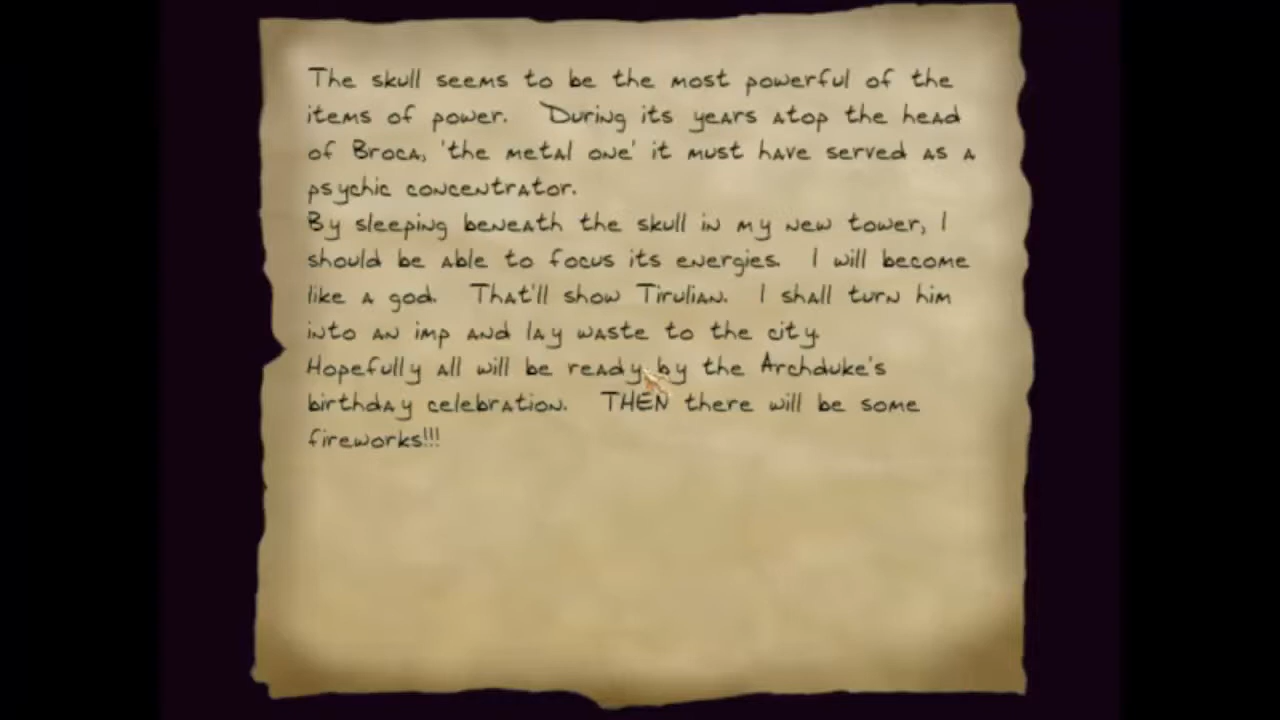 The skull seems to be the most powerful of the
items of power. During its years atop the head
of Broca, 'the metal one' it must have served as a
psychic concentrator.
By sleeping beneath the skull in my new tower, I
should be able to focus its energies. I will become
like a god. That'll show Tirulian. I shall turn him
into an imp and lay waste to the city.
Hopefully all will be ready by the Archduke's
birthday celebration. THEN there will be some
fireworks!!!